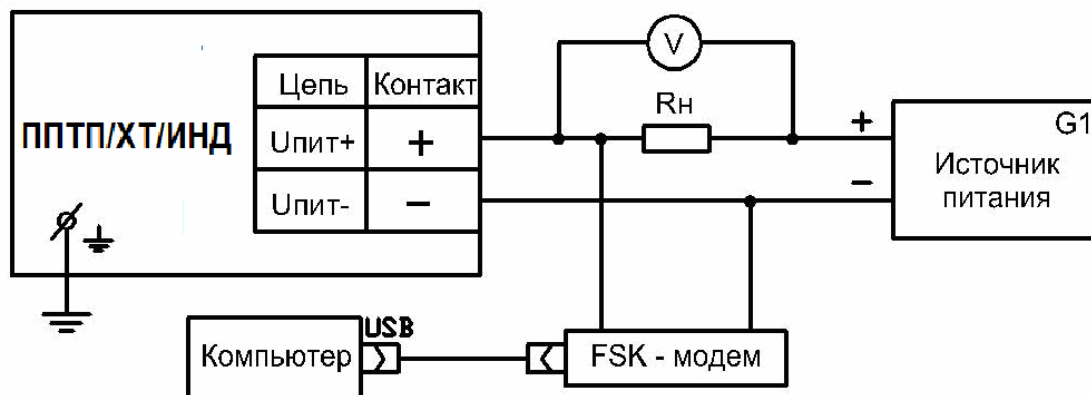 V
Rн
Цепь Контакт
ППТП/ХТ/ИНД
Uпит+ +
Uпит- −
+
−
G1
Источник
питания
USB
Компьютер
FSK - модем